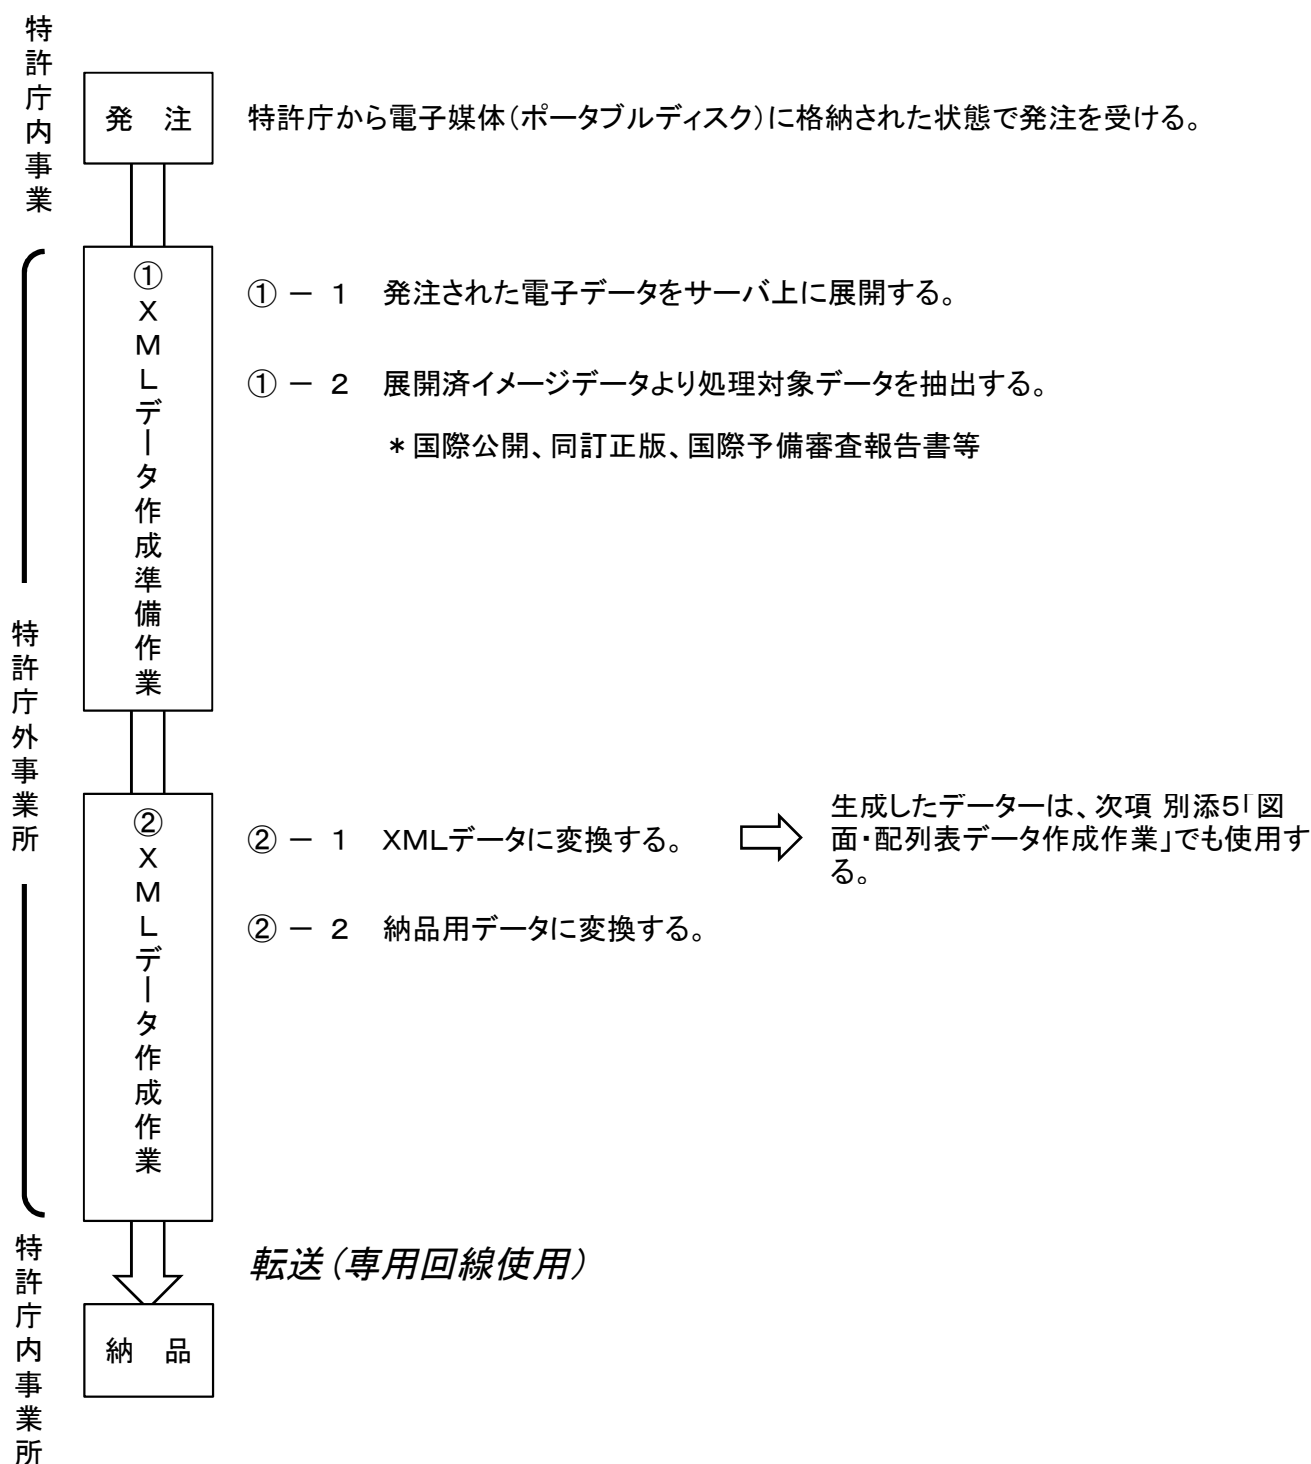 特許庁内事業
発 注
特許庁から電子媒体(ポータブルディスク)に格納された状態で発注を受ける。
特許庁外事業所
①XMLデータ作成準備作業
①-1 発注された電子データをサーバ上に展開する。
①-2 展開済イメージデータより処理対象データを抽出する。
*国際公開、同訂正版、国際予備審査報告書等
②XMLデータ作成作業
②-1 XMLデータに変換する。
生成したデーターは、次項 別添5「図
面・配列表データ作成作業」でも使用す
る。
②-2 納品用データに変換する。
転送(専用回線使用)
特許庁内事業所
納 品